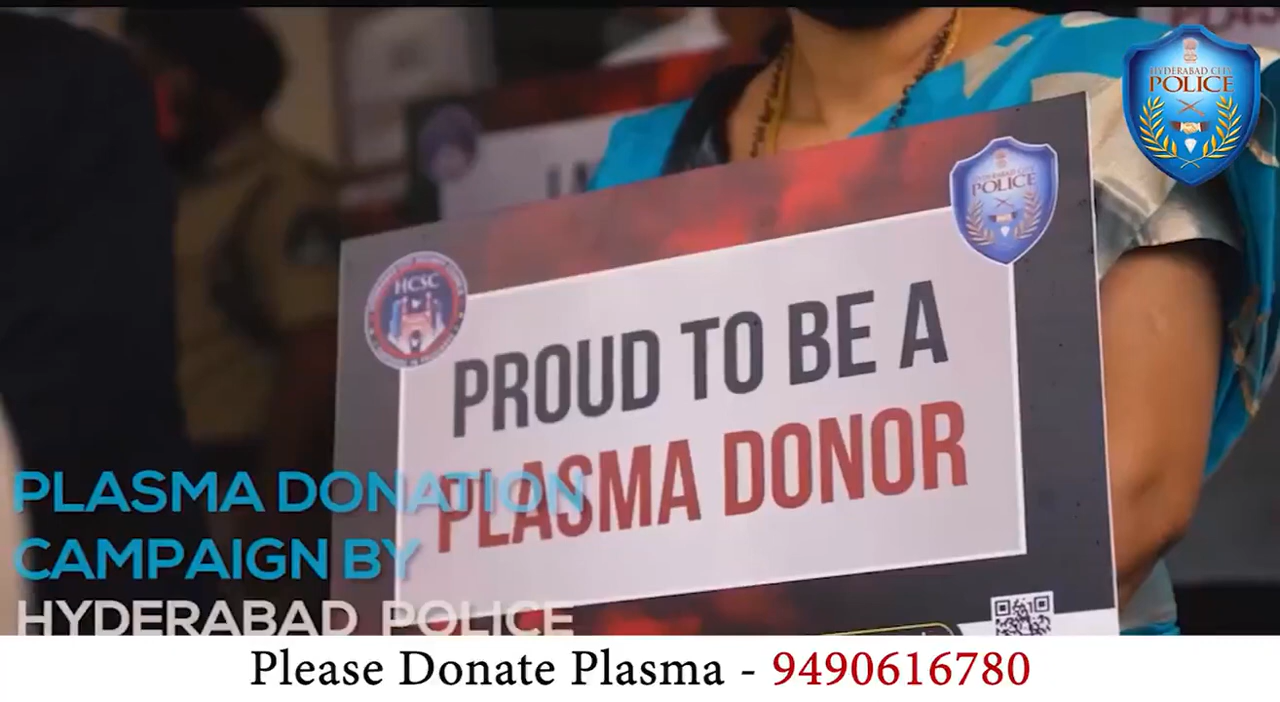 HYDERABAD CITY
POLICE
POLICE
HCSC
PROUD TO BE A
PLASMA DONOR
PLASMA DONATION
CAMPAIGN BY
HYDERABAD POLICE
Please Donate Plasma - 9490616780